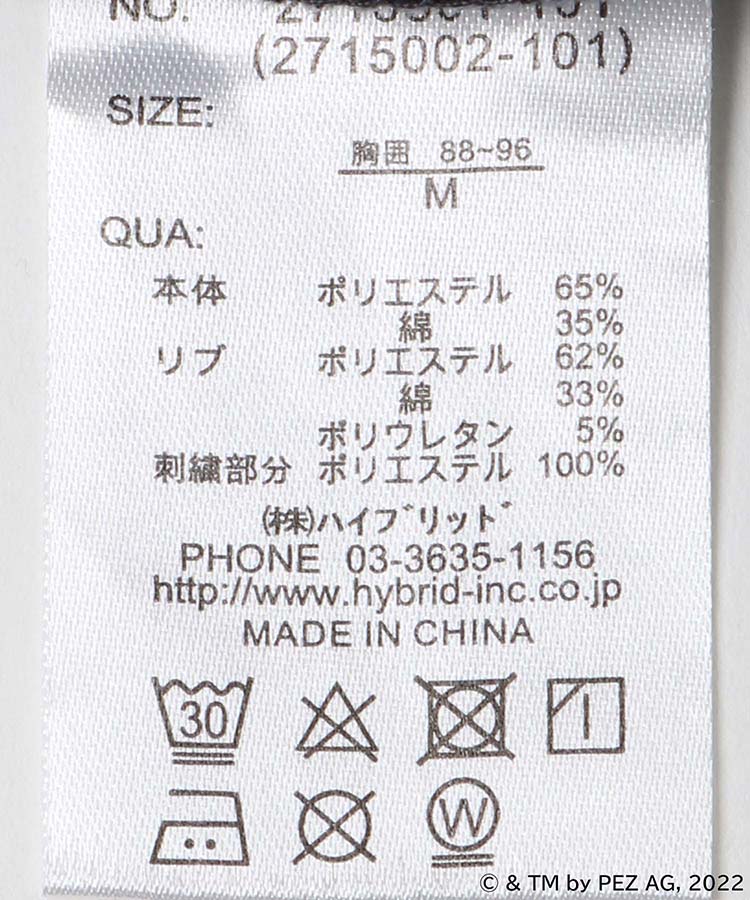 NO.
(2715002-101)
SIZE:
胸囲 88~96
M
QUA:
本体 ポリエステル 65%
綿 35%
リブ ポリエステル 62%
綿 33%
ポリウレタン 5%
刺繍部分 ポリエステル 100%
㈱ハイブリッド
PHONE 03-3635-1156
http://www.hybrid-inc.co.jp
MADE IN CHINA
30
W
© & TM by PEZ AG, 2022